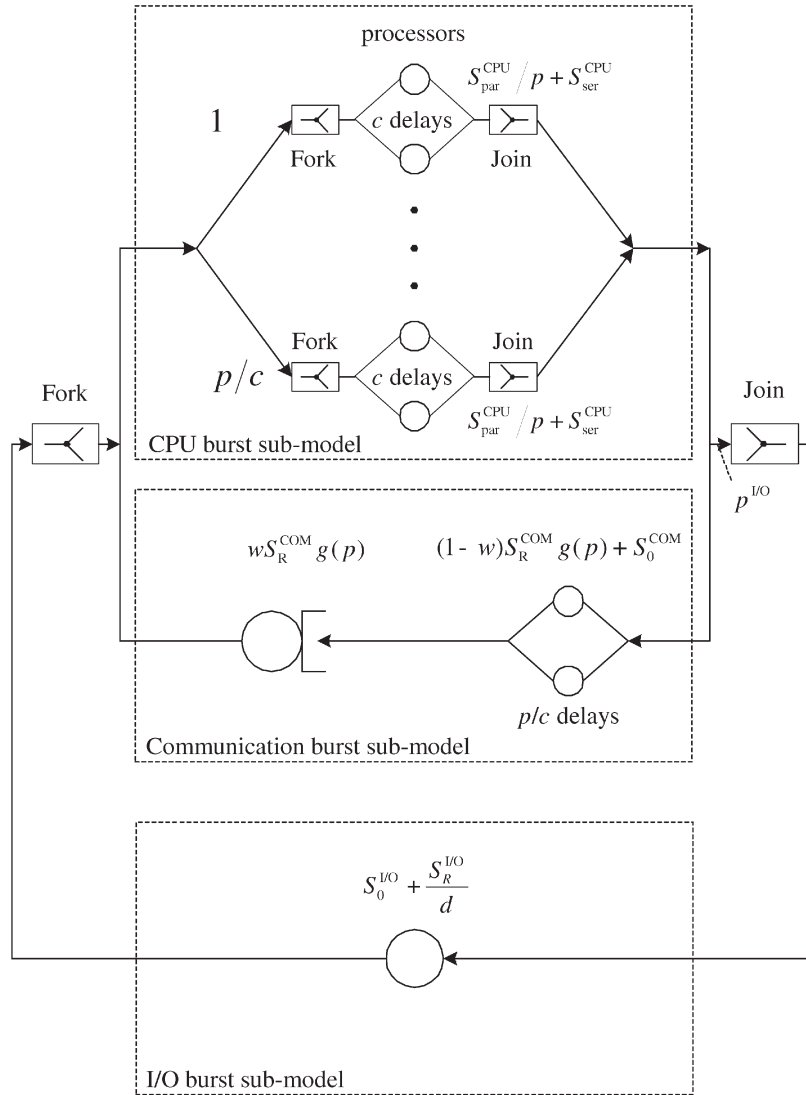 processors
S_par^CPU / p + S_ser^CPU
1
c delays
Fork
Join
Fork
Join
p/c
c delays
S_par^CPU / p + S_ser^CPU
Fork
Join
CPU burst sub-model
p^I/O
wS_R^COM g(p)
(1- w)S_R^COM g(p) + S_0^COM
p/c delays
Communication burst sub-model
S_0^I/O + S_R^I/O / d
I/O burst sub-model